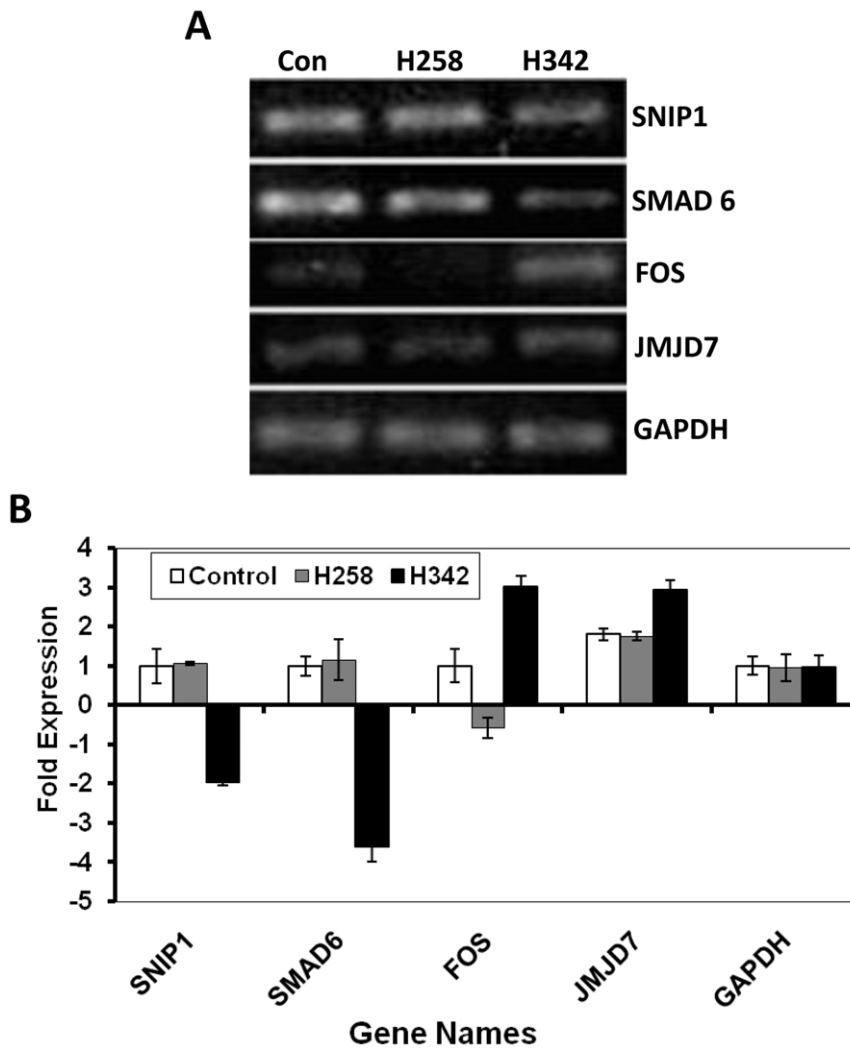 A
Con H258 H342
SNIP1
SMAD 6
FOS
JMJD7
GAPDH
B
4
3
2
1
0
-1
-2
-3
-4
-5
Fold Expression
Control H258 H342
SNIP1 SMAD6 FOS JMJD7 GAPDH
Gene Names